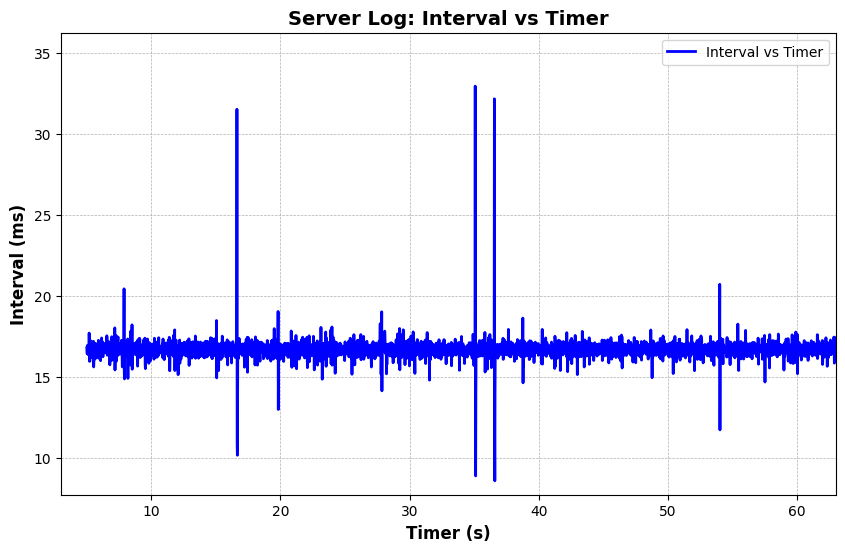 Server Log: Interval vs Timer
Interval vs Timer
35
30
25
20
15
10
Interval (ms)
10 20 30 40 50 60
Timer (s)